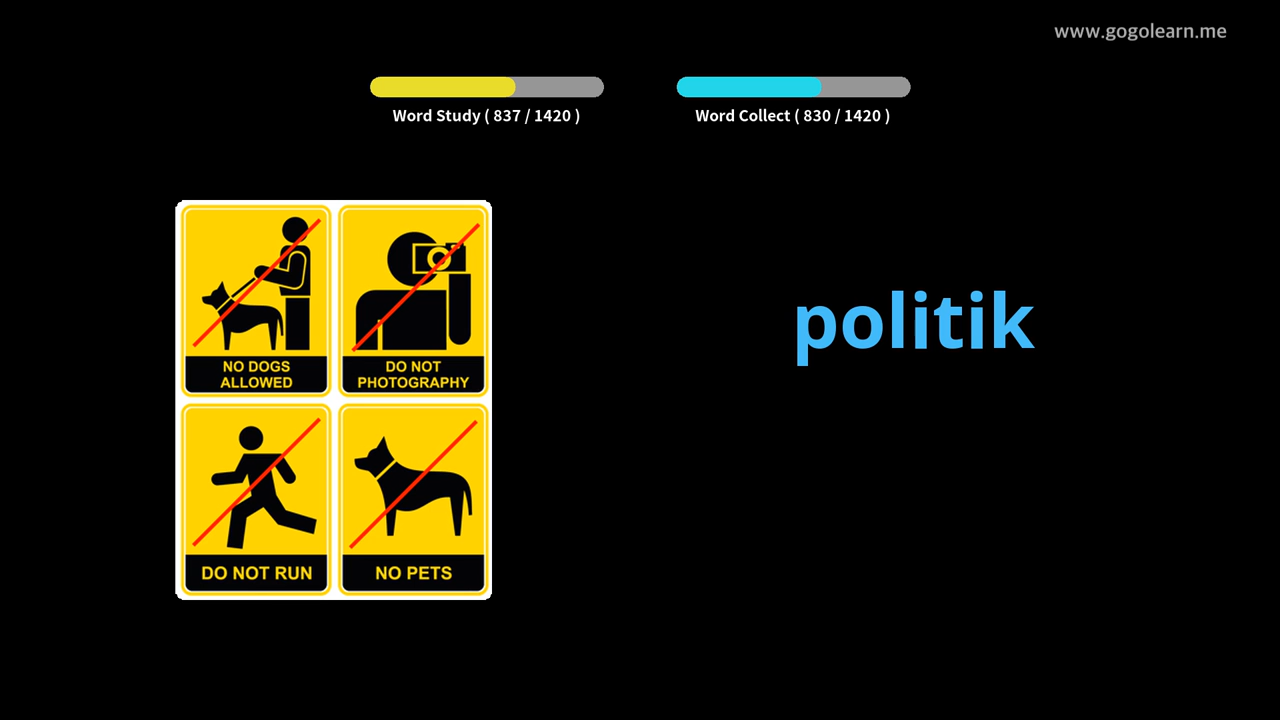 www.gogolearn.me
Word Study ( 837 / 1420 )
Word Collect ( 830 / 1420 )
politik
NO DOGS
ALLOWED
DO NOT
PHOTOGRAPHY
DO NOT RUN
NO PETS